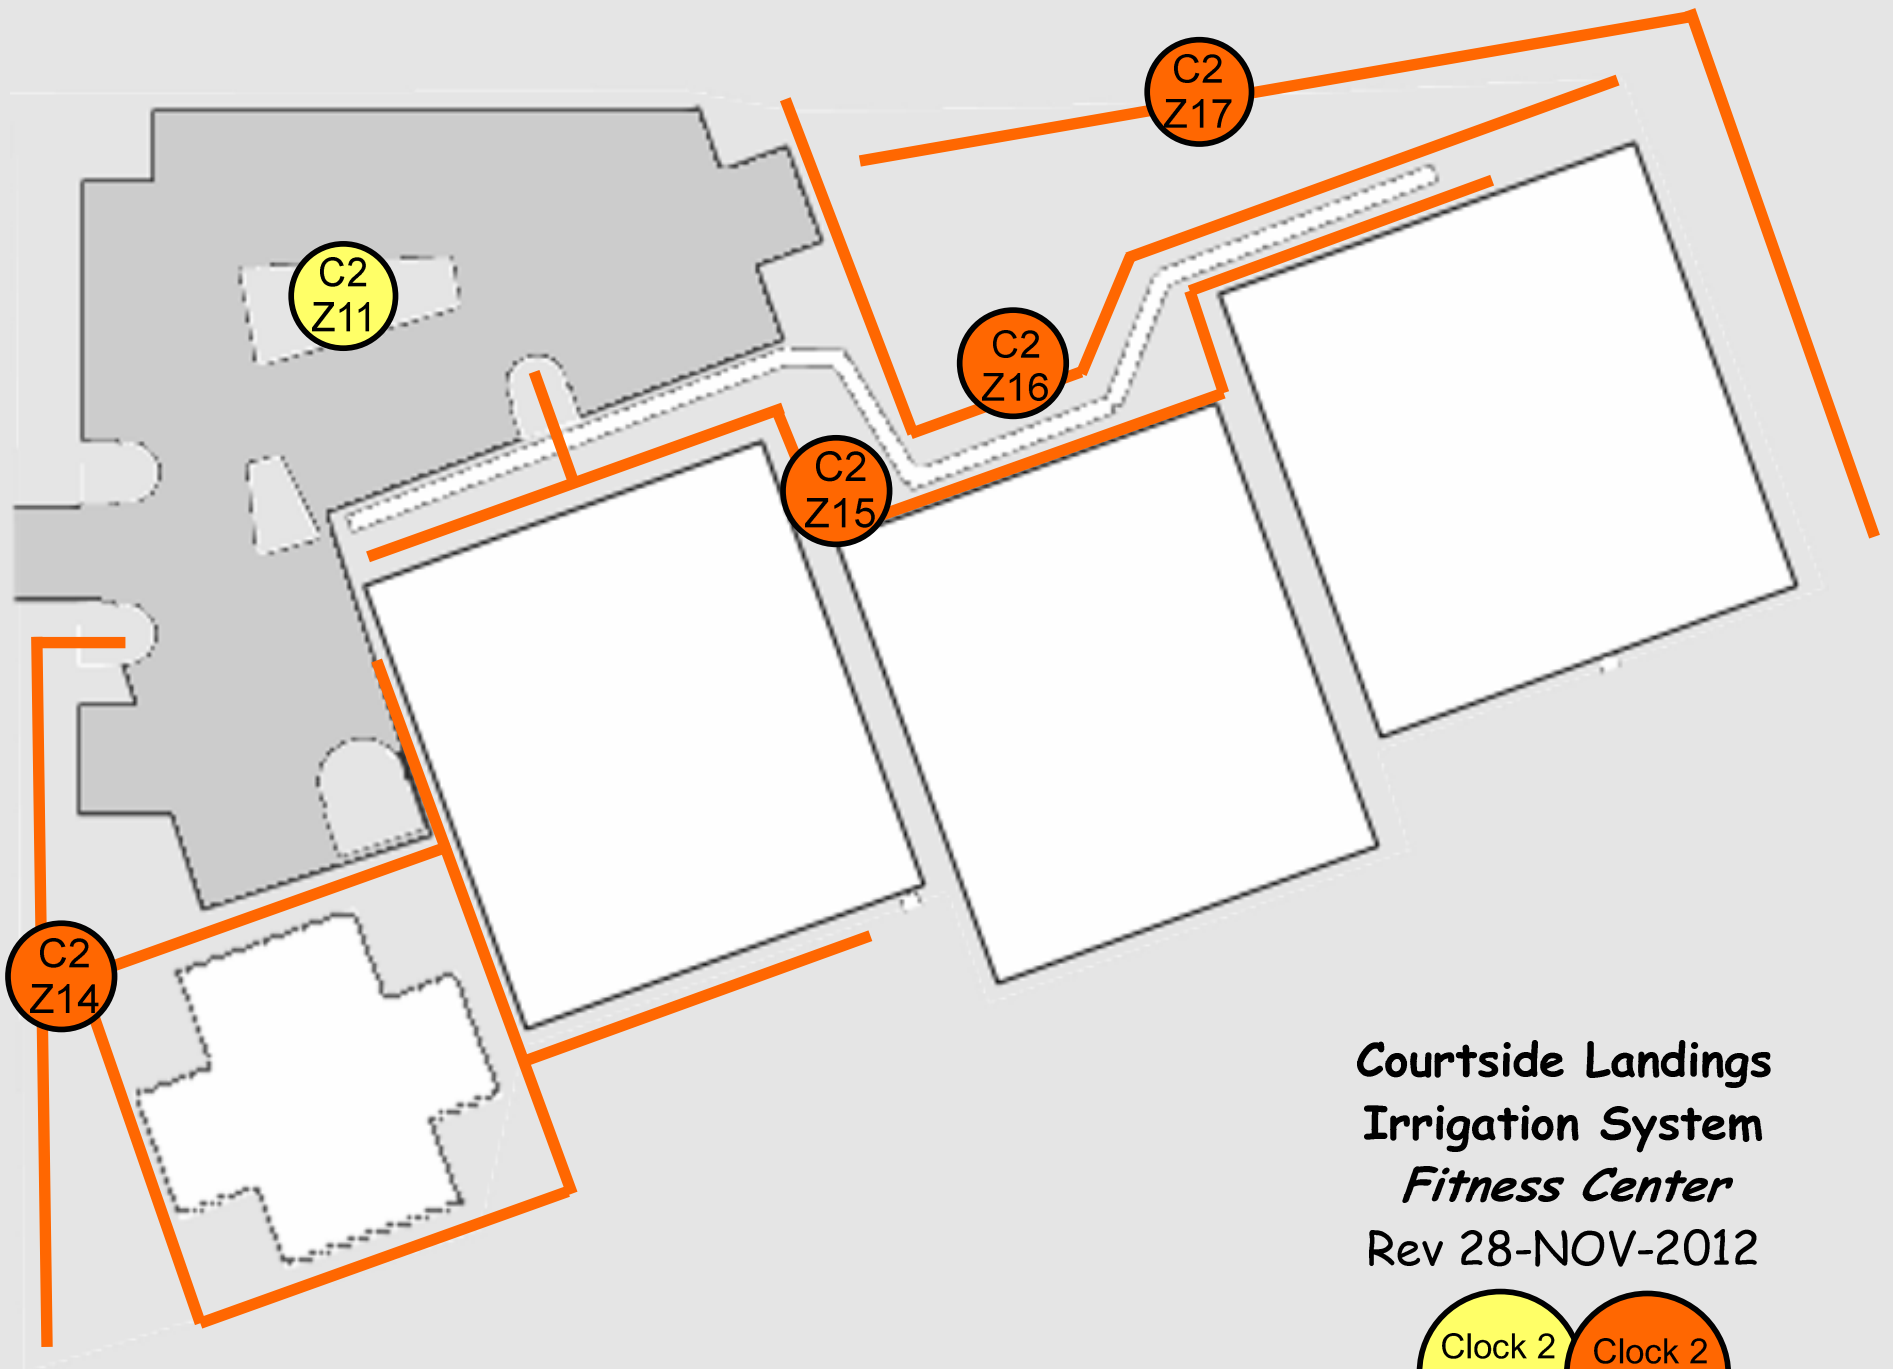 C2
Z17
C2
Z11
C2
Z16
C2
Z15
C2
Z14
Courtside Landings
Irrigation System
Fitness Center
Rev 28-NOV-2012
Clock 2
Clock 2